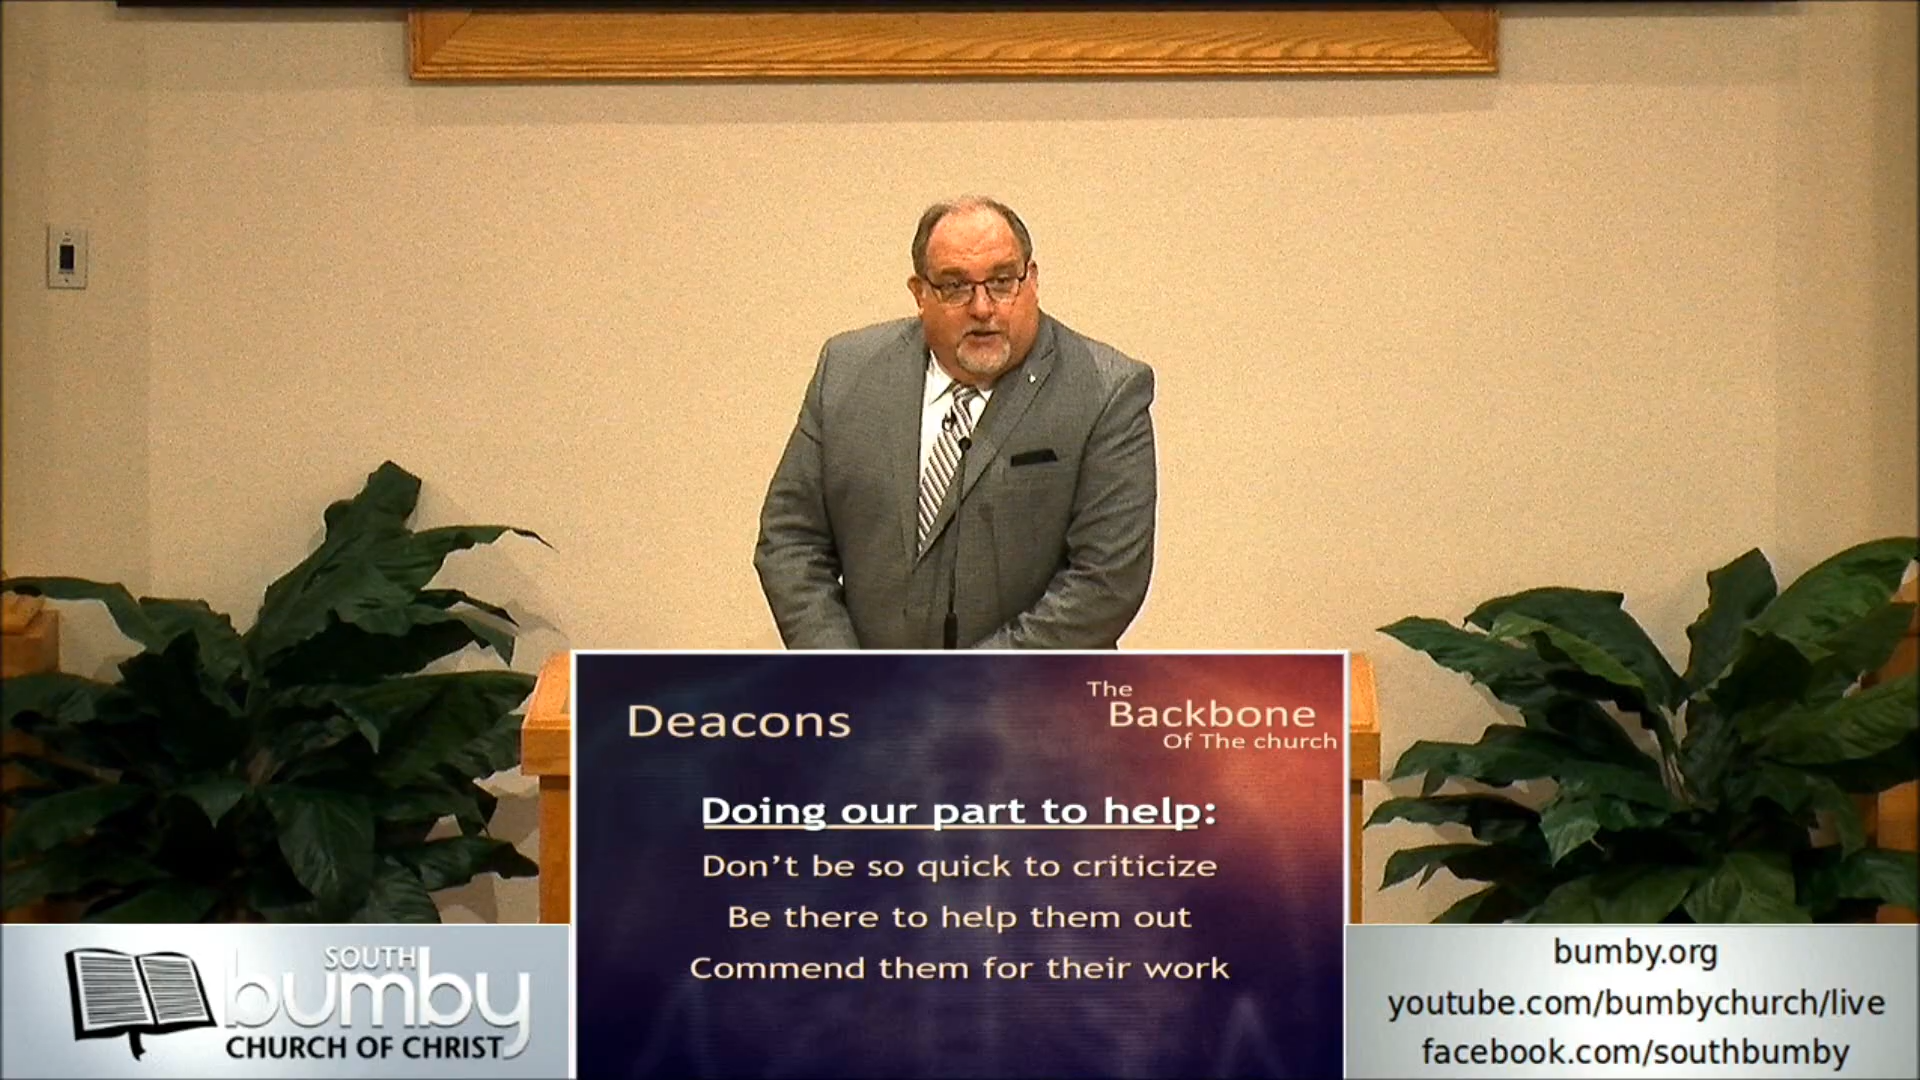 Deacons
The
Backbone
Of The church
Doing our part to help:
Don't be so quick to criticize
Be there to help them out
Commend them for their work
SOUTH
bumby
CHURCH OF CHRIST
bumby.org
youtube.com/bumbychurch/live
facebook.com/southbumby